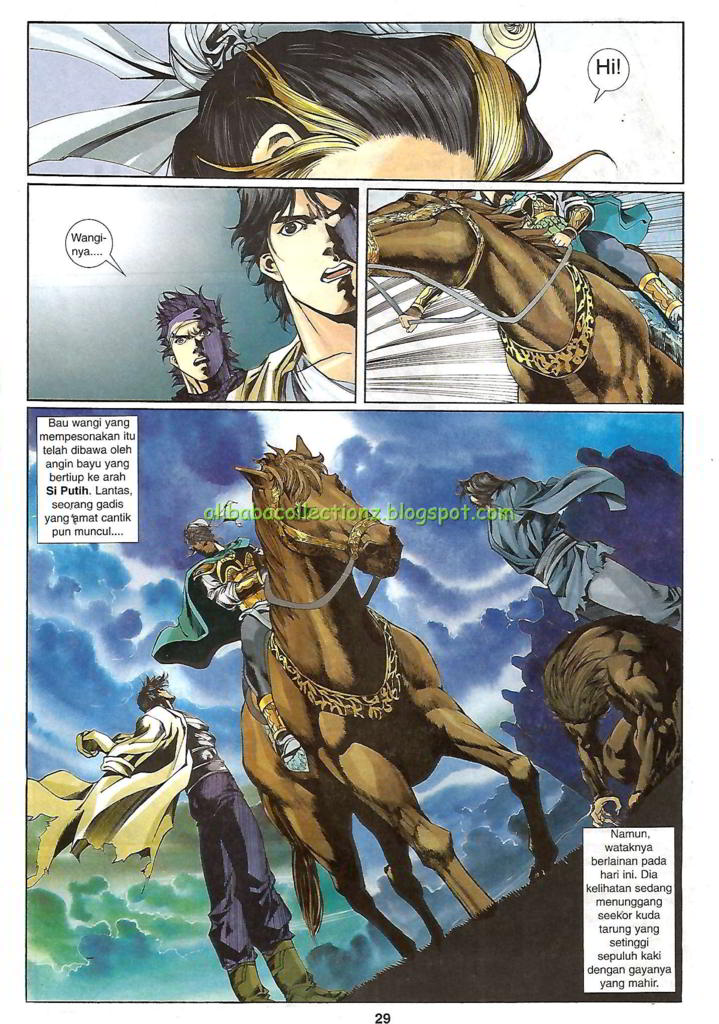 Hi!
Wangi-
nya....
Bau wangi yang
mempesonakan itu
telah dibawa oleh
angin bayu yang
bertiup ke arah
Si Putih. Lantas,
seorang gadis
yang amat cantik
pun muncul....
alibabacollectionz.blogspot.com
Namun,
wataknya
berlainan pada
hari ini. Dia
kelihatan sedang
menunggang
seekor kuda
tarung yang
setinggi
sepuluh kaki
dengan gayanya
yang mahir.
29